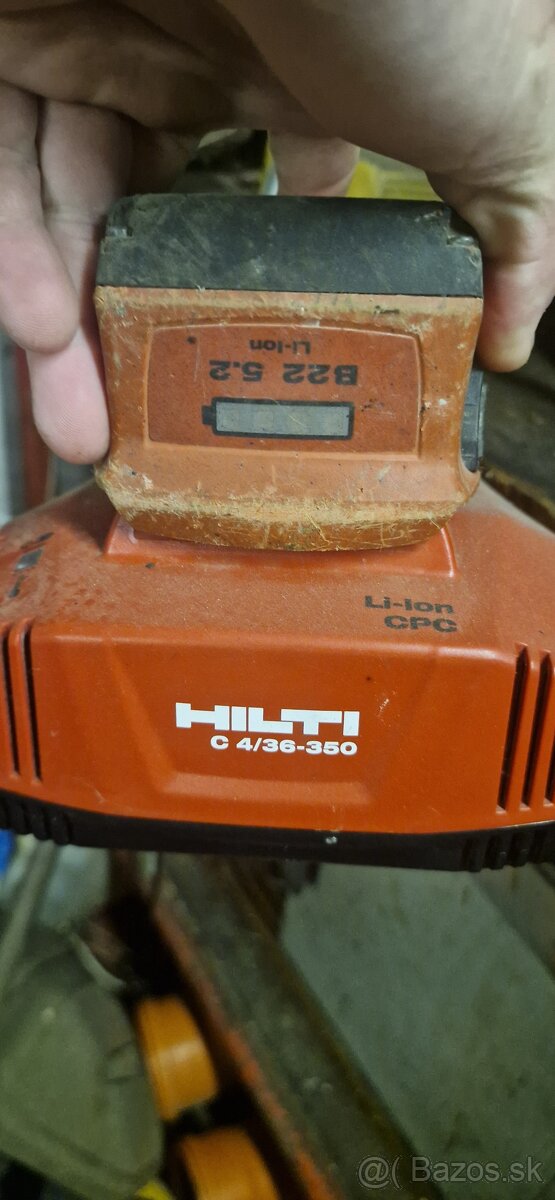 B22 5.2
Li-Ion
Li-Ion
CPC
HILTI
C 4/36-350
@( Bazos.sk